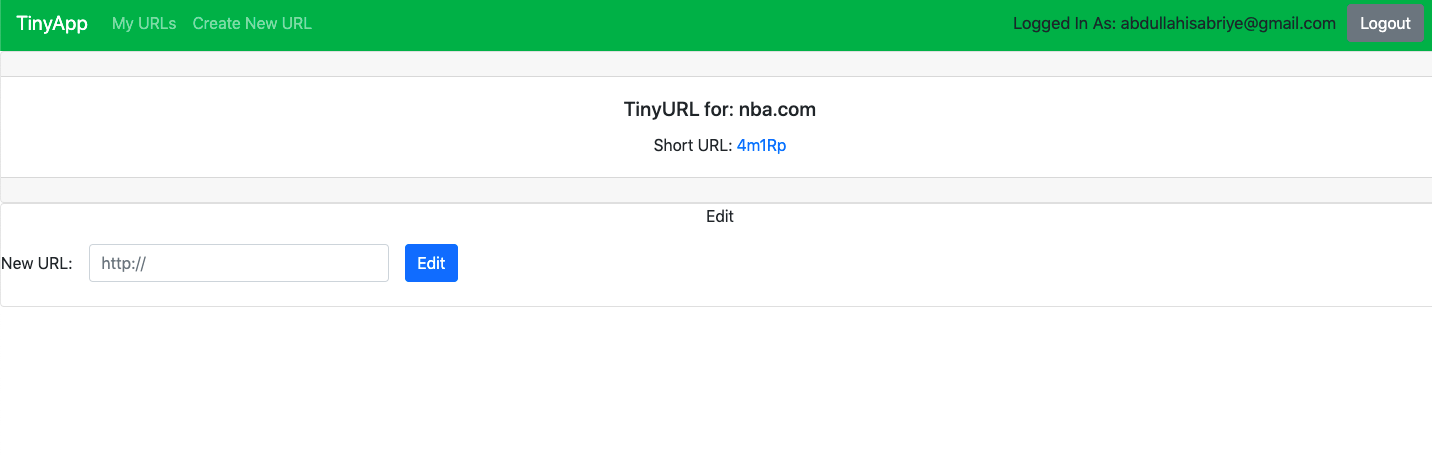 TinyApp My URLs Create New URL Logged In As: abdullahisabriye@gmail.com Logout
TinyURL for: nba.com
Short URL: 4m1Rp
Edit
New URL: http:// Edit